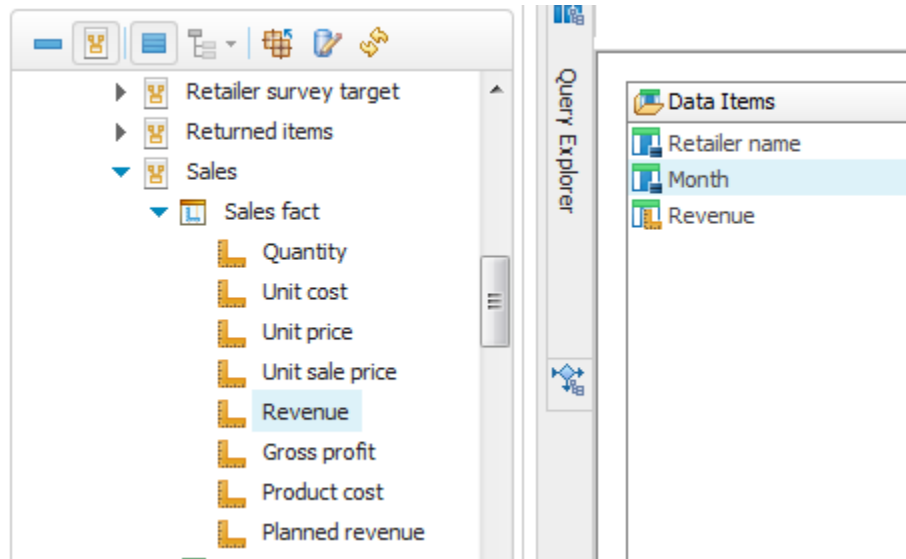 Retailer survey target
Returned items
Sales
Sales fact
Quantity
Unit cost
Unit price
Unit sale price
Revenue
Gross profit
Product cost
Planned revenue
Query Explorer
Data Items
Retailer name
Month
Revenue